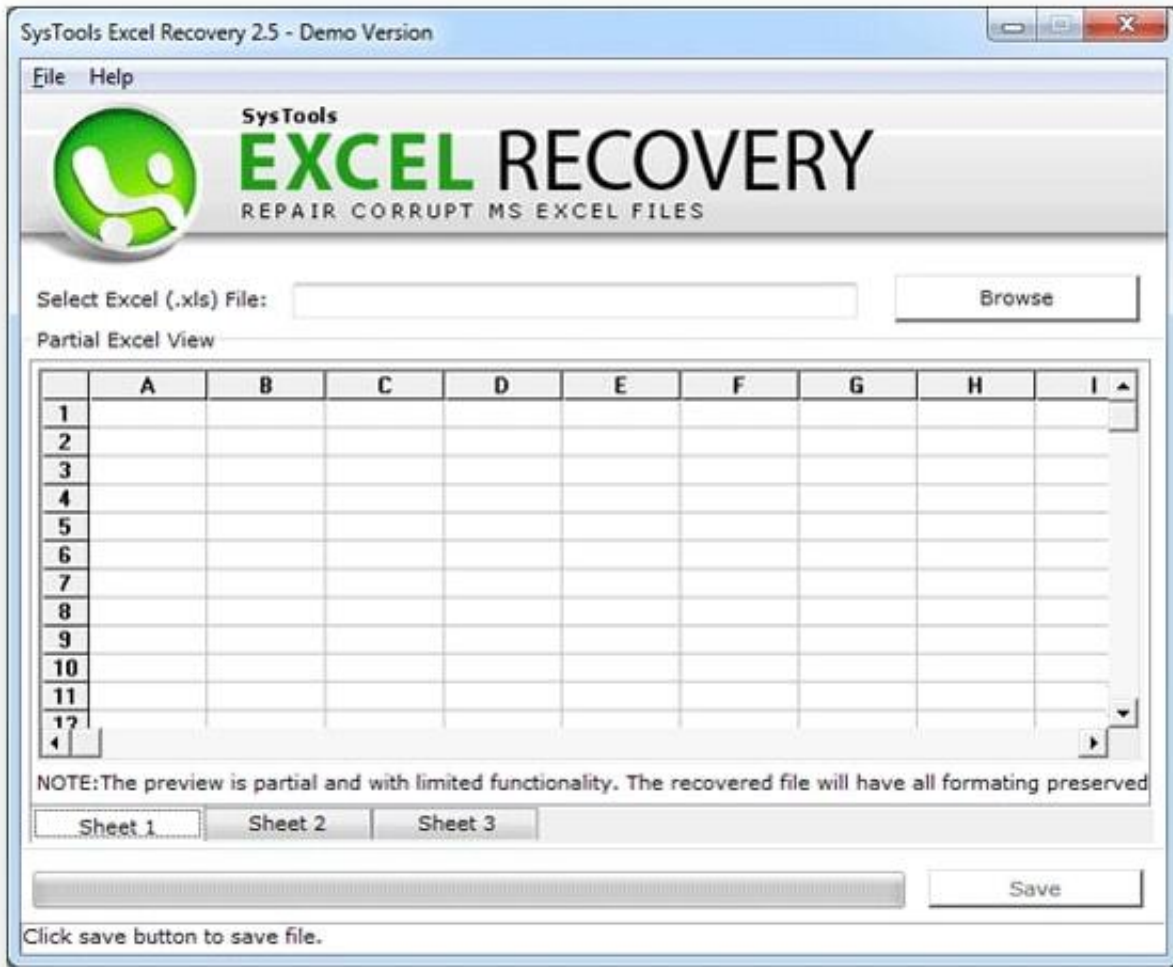 SysTools Excel Recovery 2.5 - Demo Version
File Help
SysTools
EXCEL RECOVERY
REPAIR CORRUPT MS EXCEL FILES
Select Excel (.xls) File:
Browse
Partial Excel View
A B C D E F G H I
1
2
3
4
5
6
7
8
9
10
11
12
NOTE:The preview is partial and with limited functionality. The recovered file will have all formating preserved
Sheet 1 Sheet 2 Sheet 3
Save
Click save button to save file.